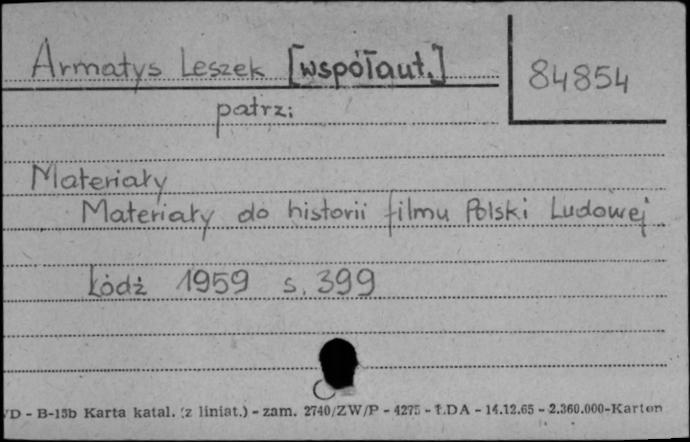 Armatys Leszek [współaut.]
84854
patrz:
Materiały
Materiały do historii filmu Polski Ludowej
Łódź 1959 s. 399
D - B-15b Karta katal. (z liniat.) - zam. 2740/ZW/P - 4275 - Ł.DA - 14.12.65 - 2.360.000-Karton